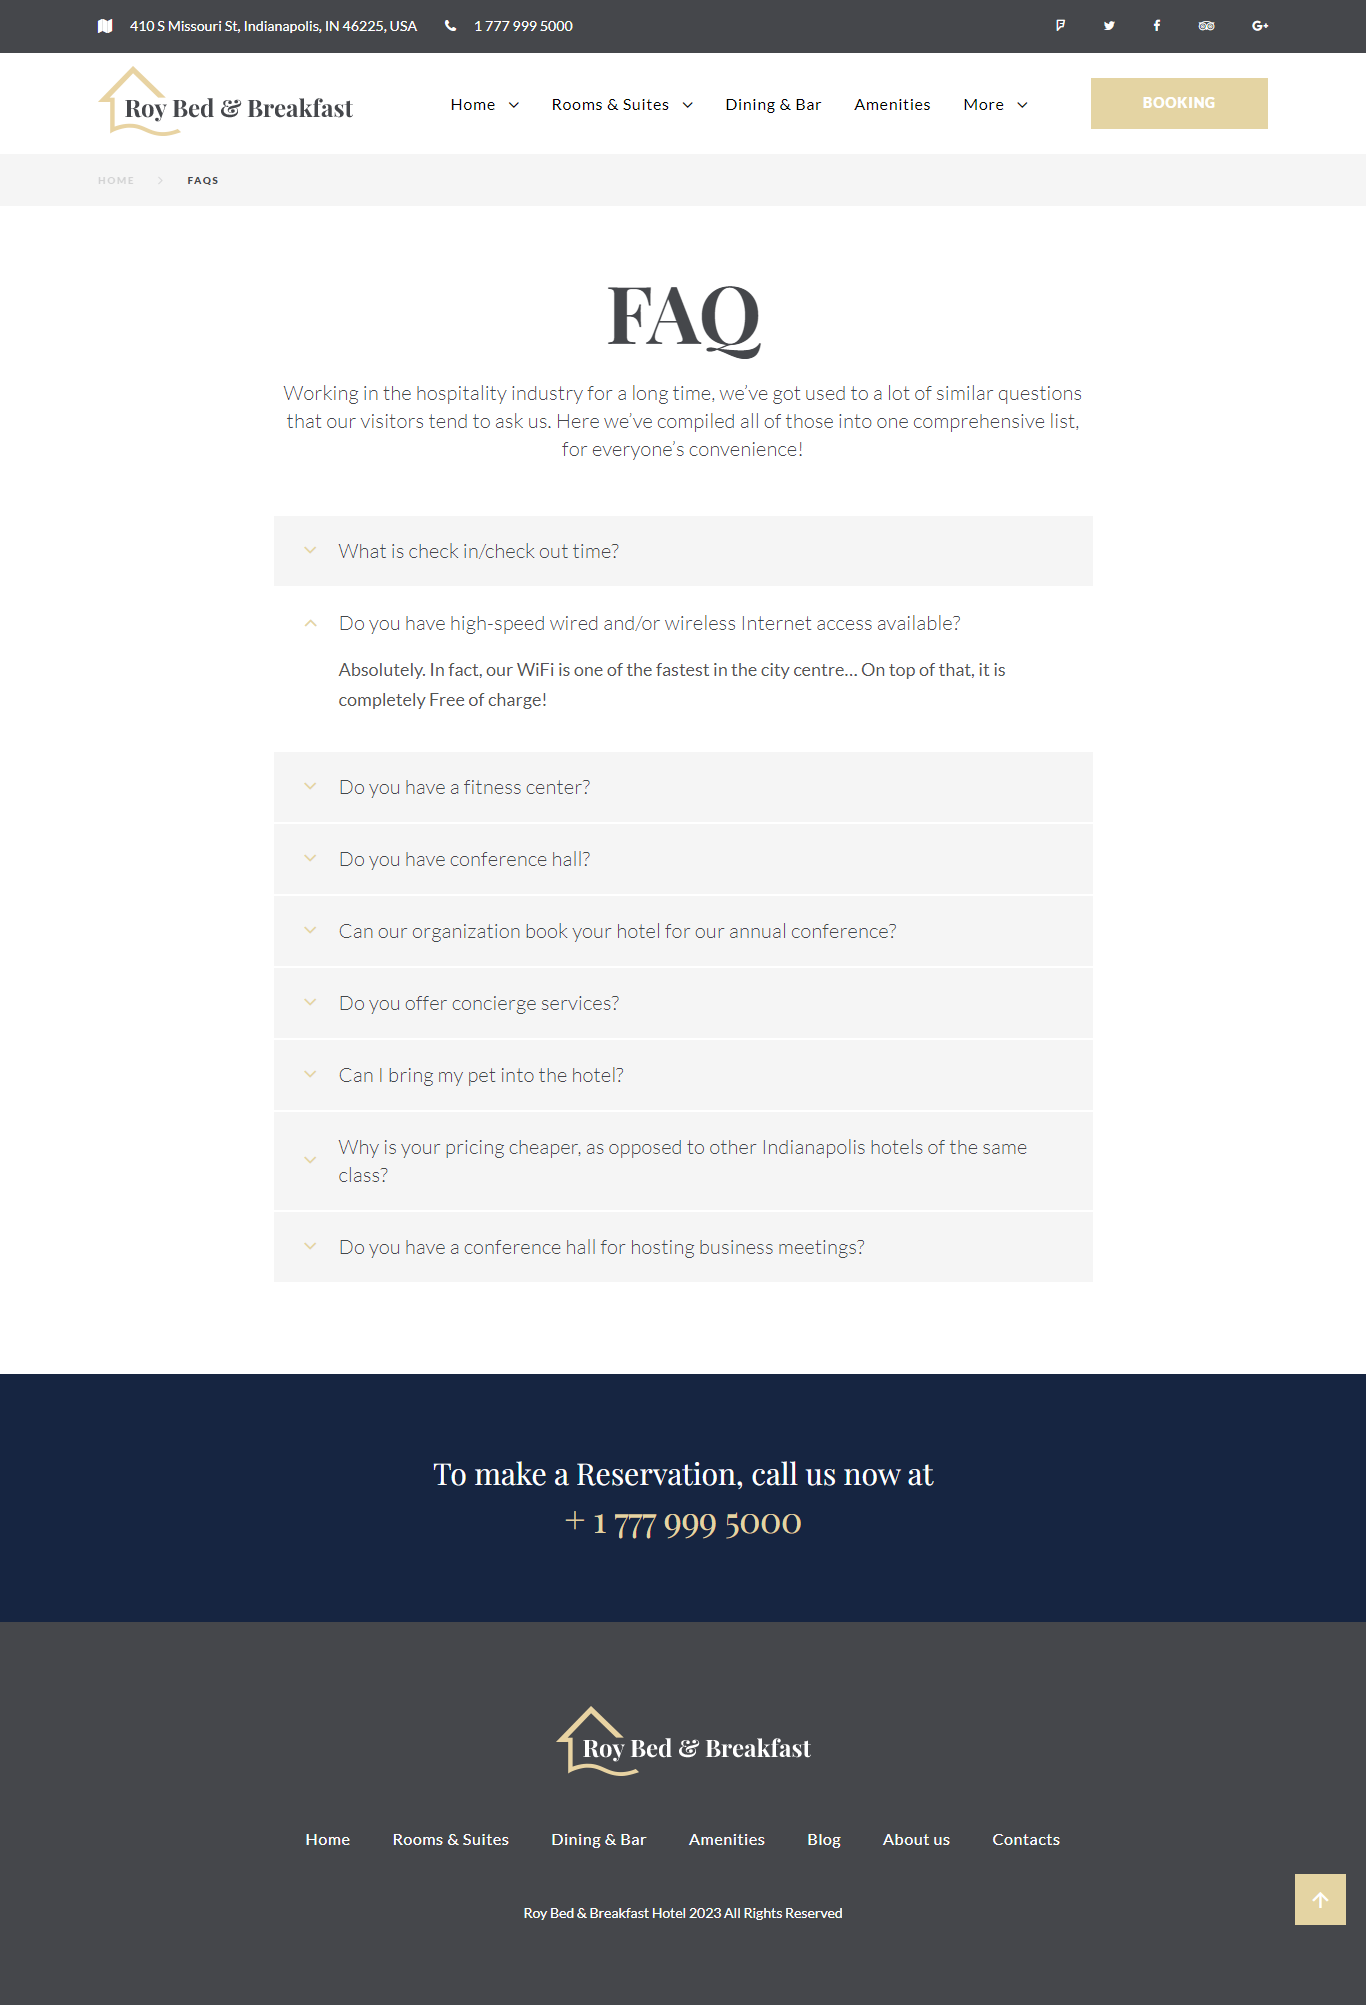 410 S Missouri St, Indianapolis, IN 46225, USA
1 777 999 5000
Roy Bed & Breakfast
Home
Rooms & Suites
Dining & Bar
Amenities
More
BOOKING
HOME
FAQS
FAQ
Working in the hospitality industry for a long time, we’ve got used to a lot of similar questions
that our visitors tend to ask us. Here we’ve compiled all of those into one comprehensive list,
for everyone’s convenience!
What is check in/check out time?
Do you have high-speed wired and/or wireless Internet access available?
Absolutely. In fact, our WiFi is one of the fastest in the city centre… On top of that, it is
completely Free of charge!
Do you have a fitness center?
Do you have conference hall?
Can our organization book your hotel for our annual conference?
Do you offer concierge services?
Can I bring my pet into the hotel?
Why is your pricing cheaper, as opposed to other Indianapolis hotels of the same
class?
Do you have a conference hall for hosting business meetings?
To make a Reservation, call us now at
+ 1 777 999 5000
Roy Bed & Breakfast
Home
Rooms & Suites
Dining & Bar
Amenities
Blog
About us
Contacts
Roy Bed & Breakfast Hotel 2023 All Rights Reserved